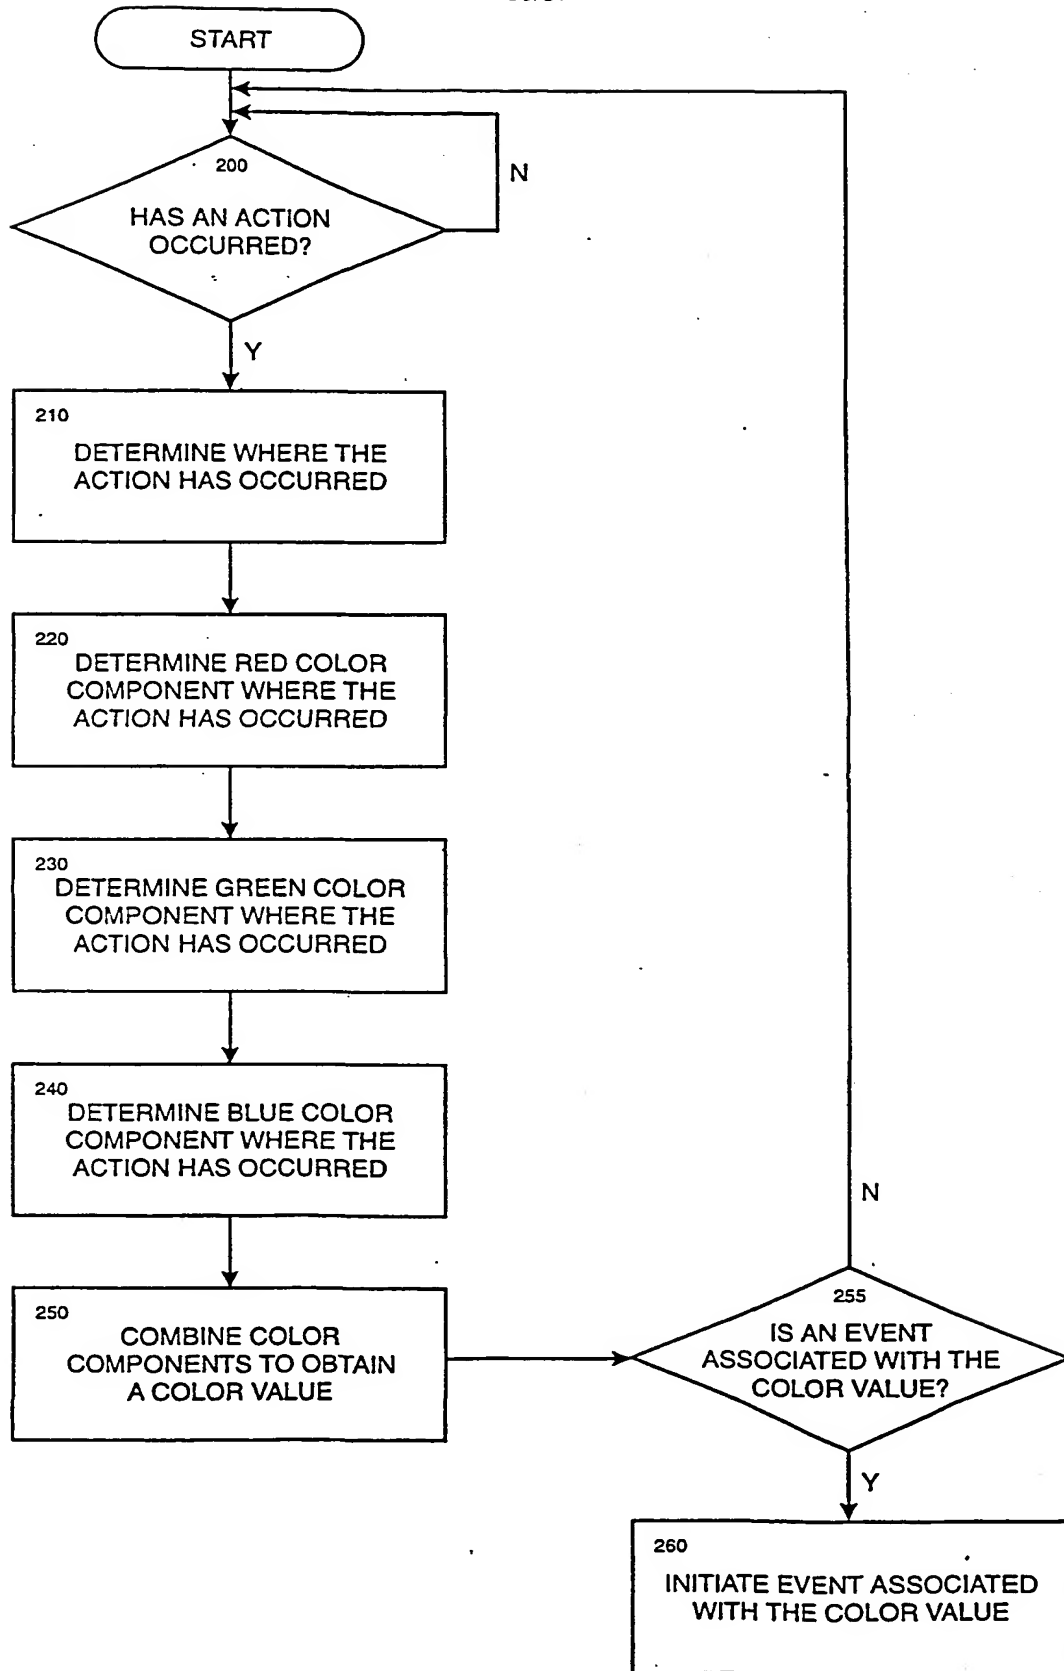 START
200
HAS AN ACTION
OCCURRED?
N
Y
210
DETERMINE WHERE THE
ACTION HAS OCCURRED
220
DETERMINE RED COLOR
COMPONENT WHERE THE
ACTION HAS OCCURRED
230
DETERMINE GREEN COLOR
COMPONENT WHERE THE
ACTION HAS OCCURRED
240
DETERMINE BLUE COLOR
COMPONENT WHERE THE
ACTION HAS OCCURRED
250
COMBINE COLOR
COMPONENTS TO OBTAIN
A COLOR VALUE
N
255
IS AN EVENT
ASSOCIATED WITH THE
COLOR VALUE?
Y
260
INITIATE EVENT ASSOCIATED
WITH THE COLOR VALUE